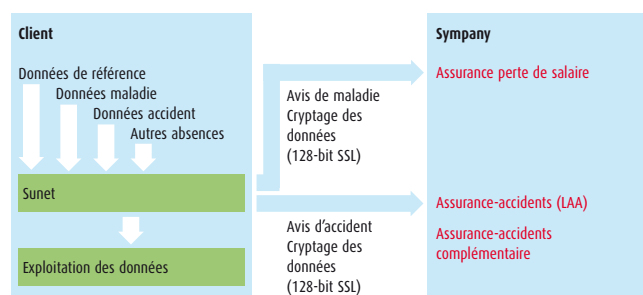 Client
Données de référence
Données maladie
Données accident
Autres absences
Sunet
Exploitation des données
Avis de maladie
Cryptage des
données
(128-bit SSL)
Avis d’accident
Cryptage des
données
(128-bit SSL)
Sympany
Assurance perte de salaire
Assurance-accidents (LAA)
Assurance-accidents
complémentaire